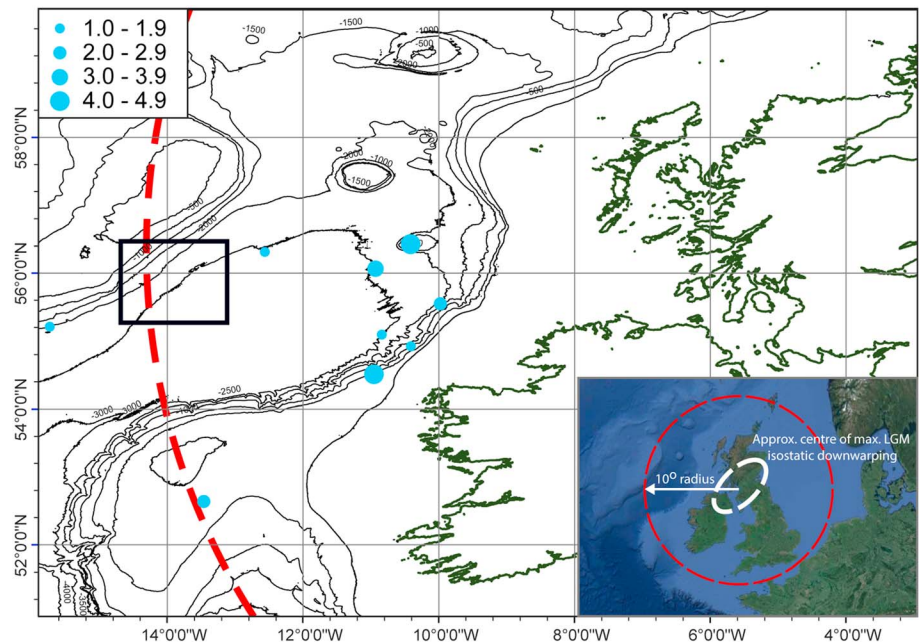 1.0 - 1.9
2.0 - 2.9
3.0 - 3.9
4.0 - 4.9
-1500
-1500
-1000
-500
-2000
-500
58°0'0"N
2000
-1000
-1500
-500
-2000
56°0'0"N
-2500
-3000
-3000
54°0'0"N
Approx. centre of max. LGM
isostatic downwarping
10° radius
52°0'0"N
14°0'0"W
12°0'0"W
10°0'0"W
8°0'0"W
6°0'0"W
4°0'0"W